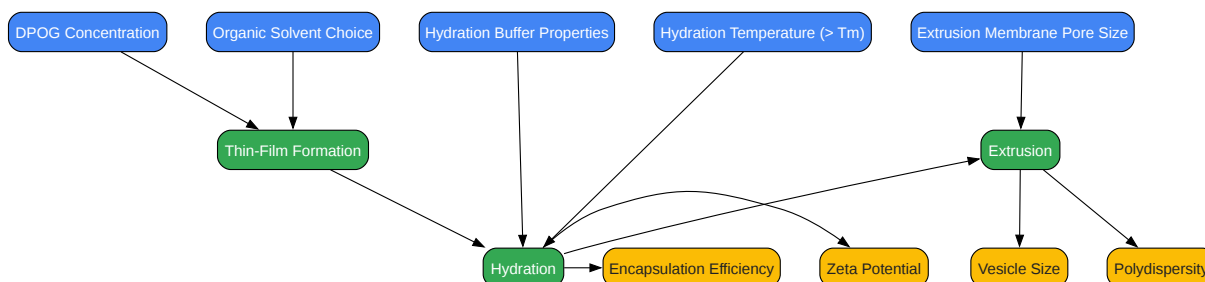 DPOG Concentration
Organic Solvent Choice
Hydration Buffer Properties
Hydration Temperature (> Tm)
Extrusion Membrane Pore Size
Thin-Film Formation
Extrusion
Hydration
Encapsulation Efficiency
Zeta Potential
Vesicle Size
Polydispersity